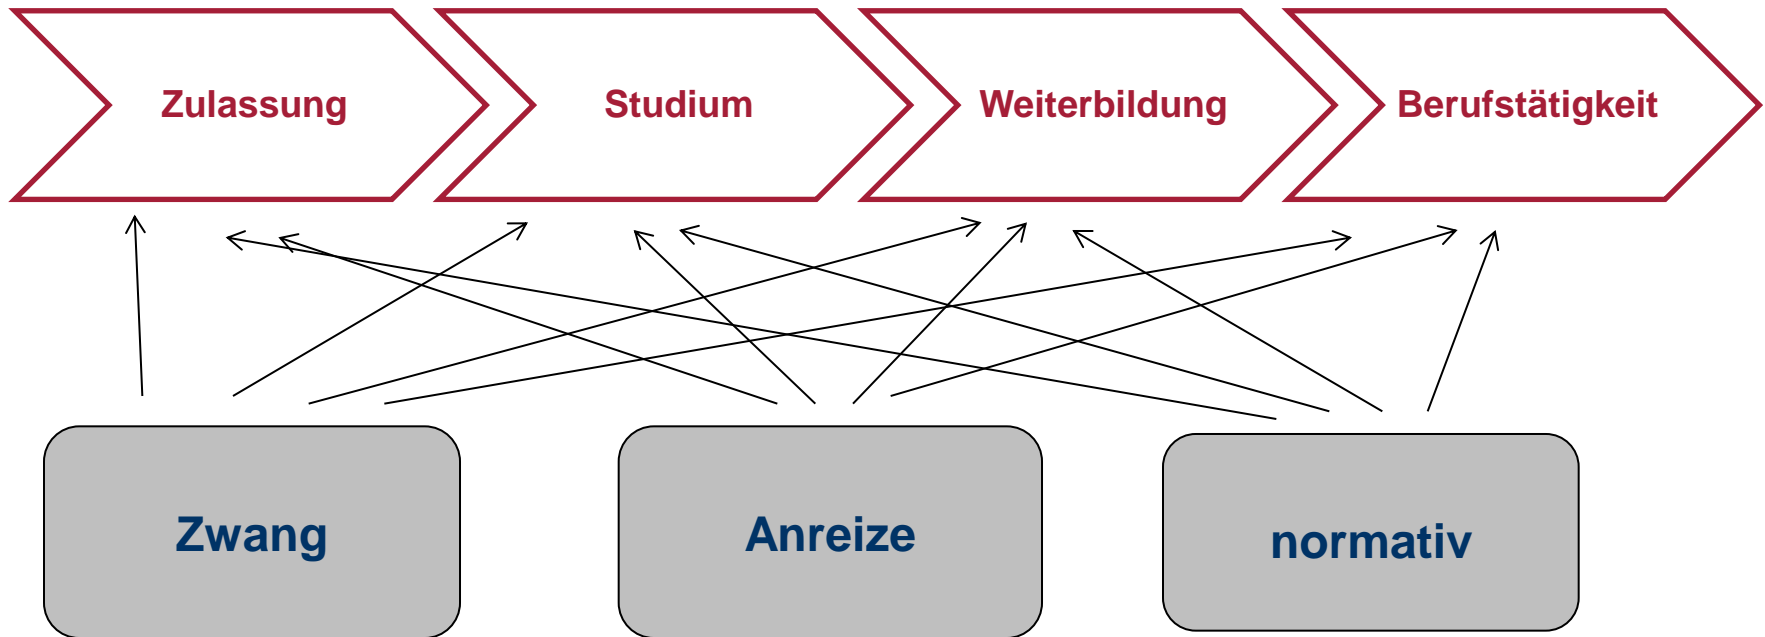 Zulassung
Studium
Weiterbildung
Berufstätigkeit
Zwang
Anreize
normativ